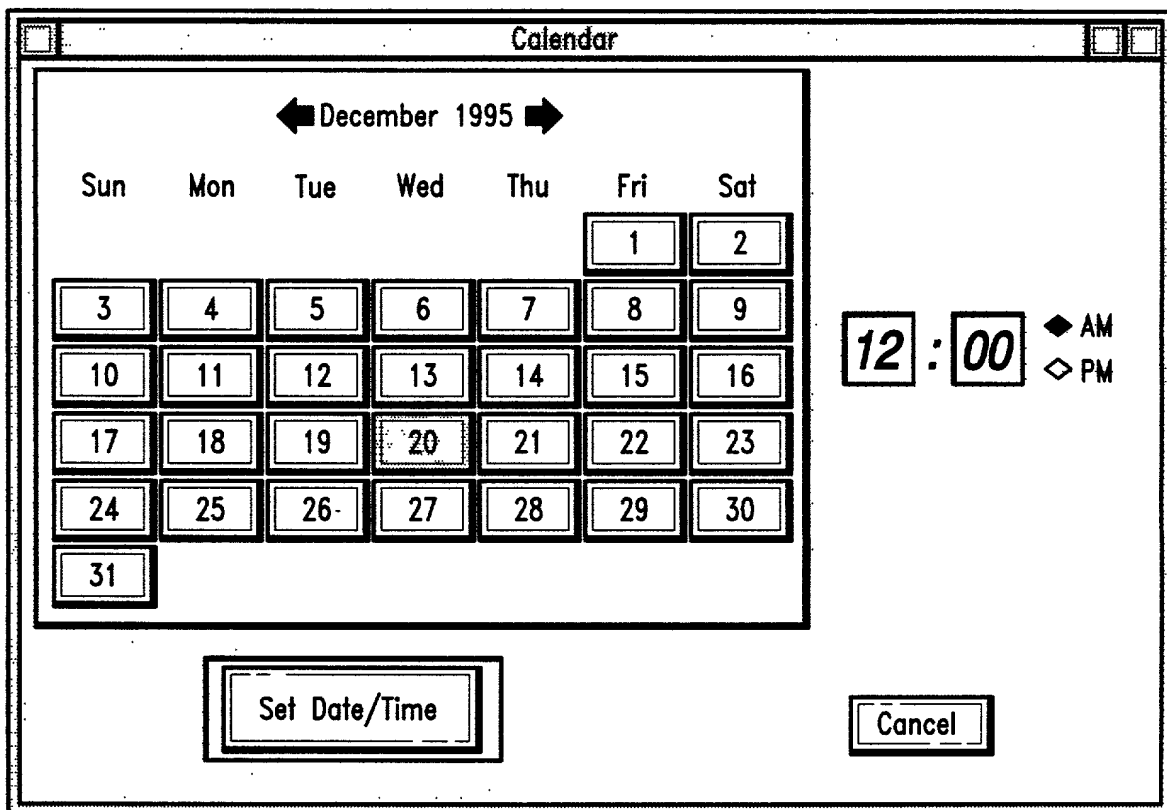 Calendar
December 1995
Sun Mon Tue Wed Thu Fri Sat
1 2
3 4 5 6 7 8 9
10 11 12 13 14 15 16
17 18 19 20 21 22 23
24 25 26 27 28 29 30
31
12 : 00 AM
PM
Set Date/Time
Cancel